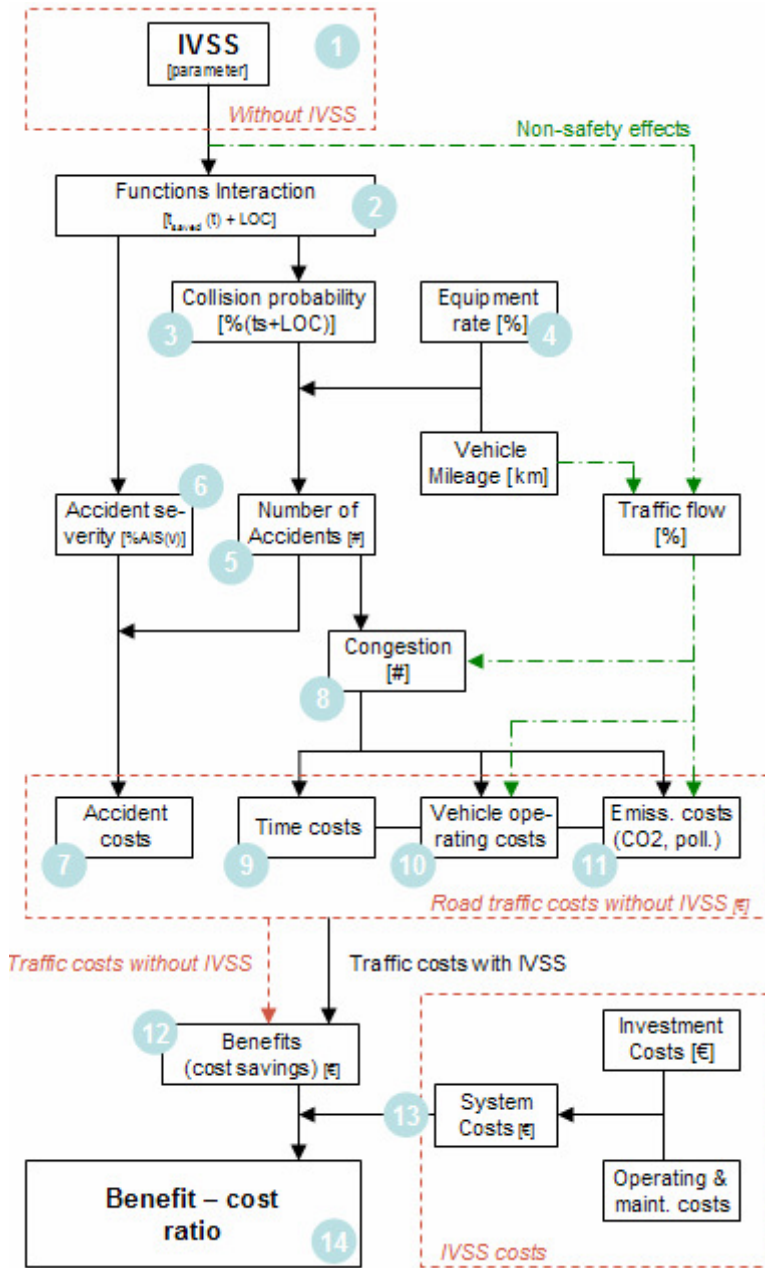 IVSS
[parameter]
1
Without IVSS
Non-safety effects
Functions Interaction
[t saved (t) + LOC]
2
Collision probability
[%(ts+LOC)]
3
Equipment
rate [%]
4
Vehicle
Mileage [km]
6
Accident se-
verity [%AIS(v)]
Number of
Accidents [#]
5
Traffic flow
[%]
Congestion
[#]
8
Accident
costs
7
Time costs
9
Vehicle ope-
rating costs
10
Emiss. costs
(CO2, poll.)
11
Road traffic costs without IVSS [€]
Traffic costs without IVSS
Traffic costs with IVSS
12
Benefits
(cost savings) [€]
Investment
Costs [€]
13
System
Costs [€]
Operating &
maint. costs
Benefit – cost
ratio
14
IVSS costs